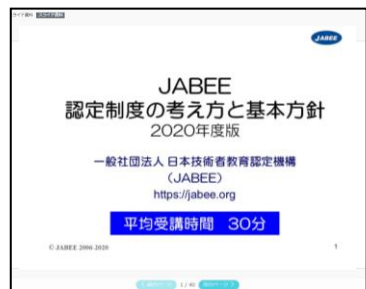 JABEE
JABEE
認定制度の考え方と基本方針
2020年度版
一般社団法人 日本技術者教育認定機構
(JABEE)
https://jabee.org
平均受講時間 30分
© JABEE 2006-2020
1